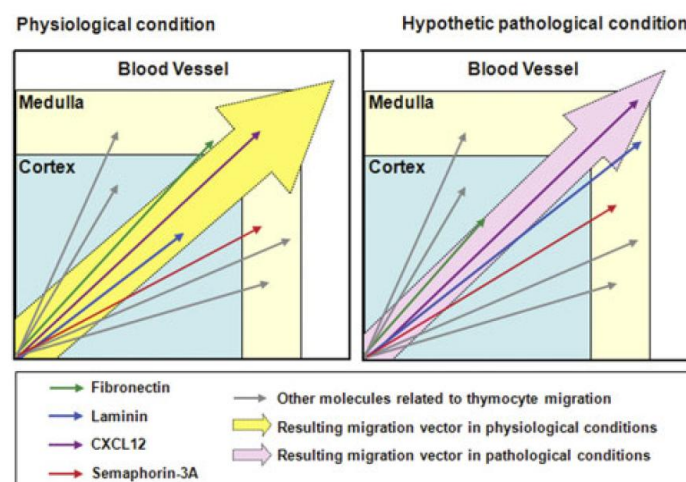 Physiological condition
Hypothetic pathological condition
Blood Vessel
Medulla
Cortex
Blood Vessel
Medulla
Cortex
Fibronectin
Laminin
CXCL12
Semaphorin-3A
Other molecules related to thymocyte migration
Resulting migration vector in physiological conditions
Resulting migration vector in pathological conditions